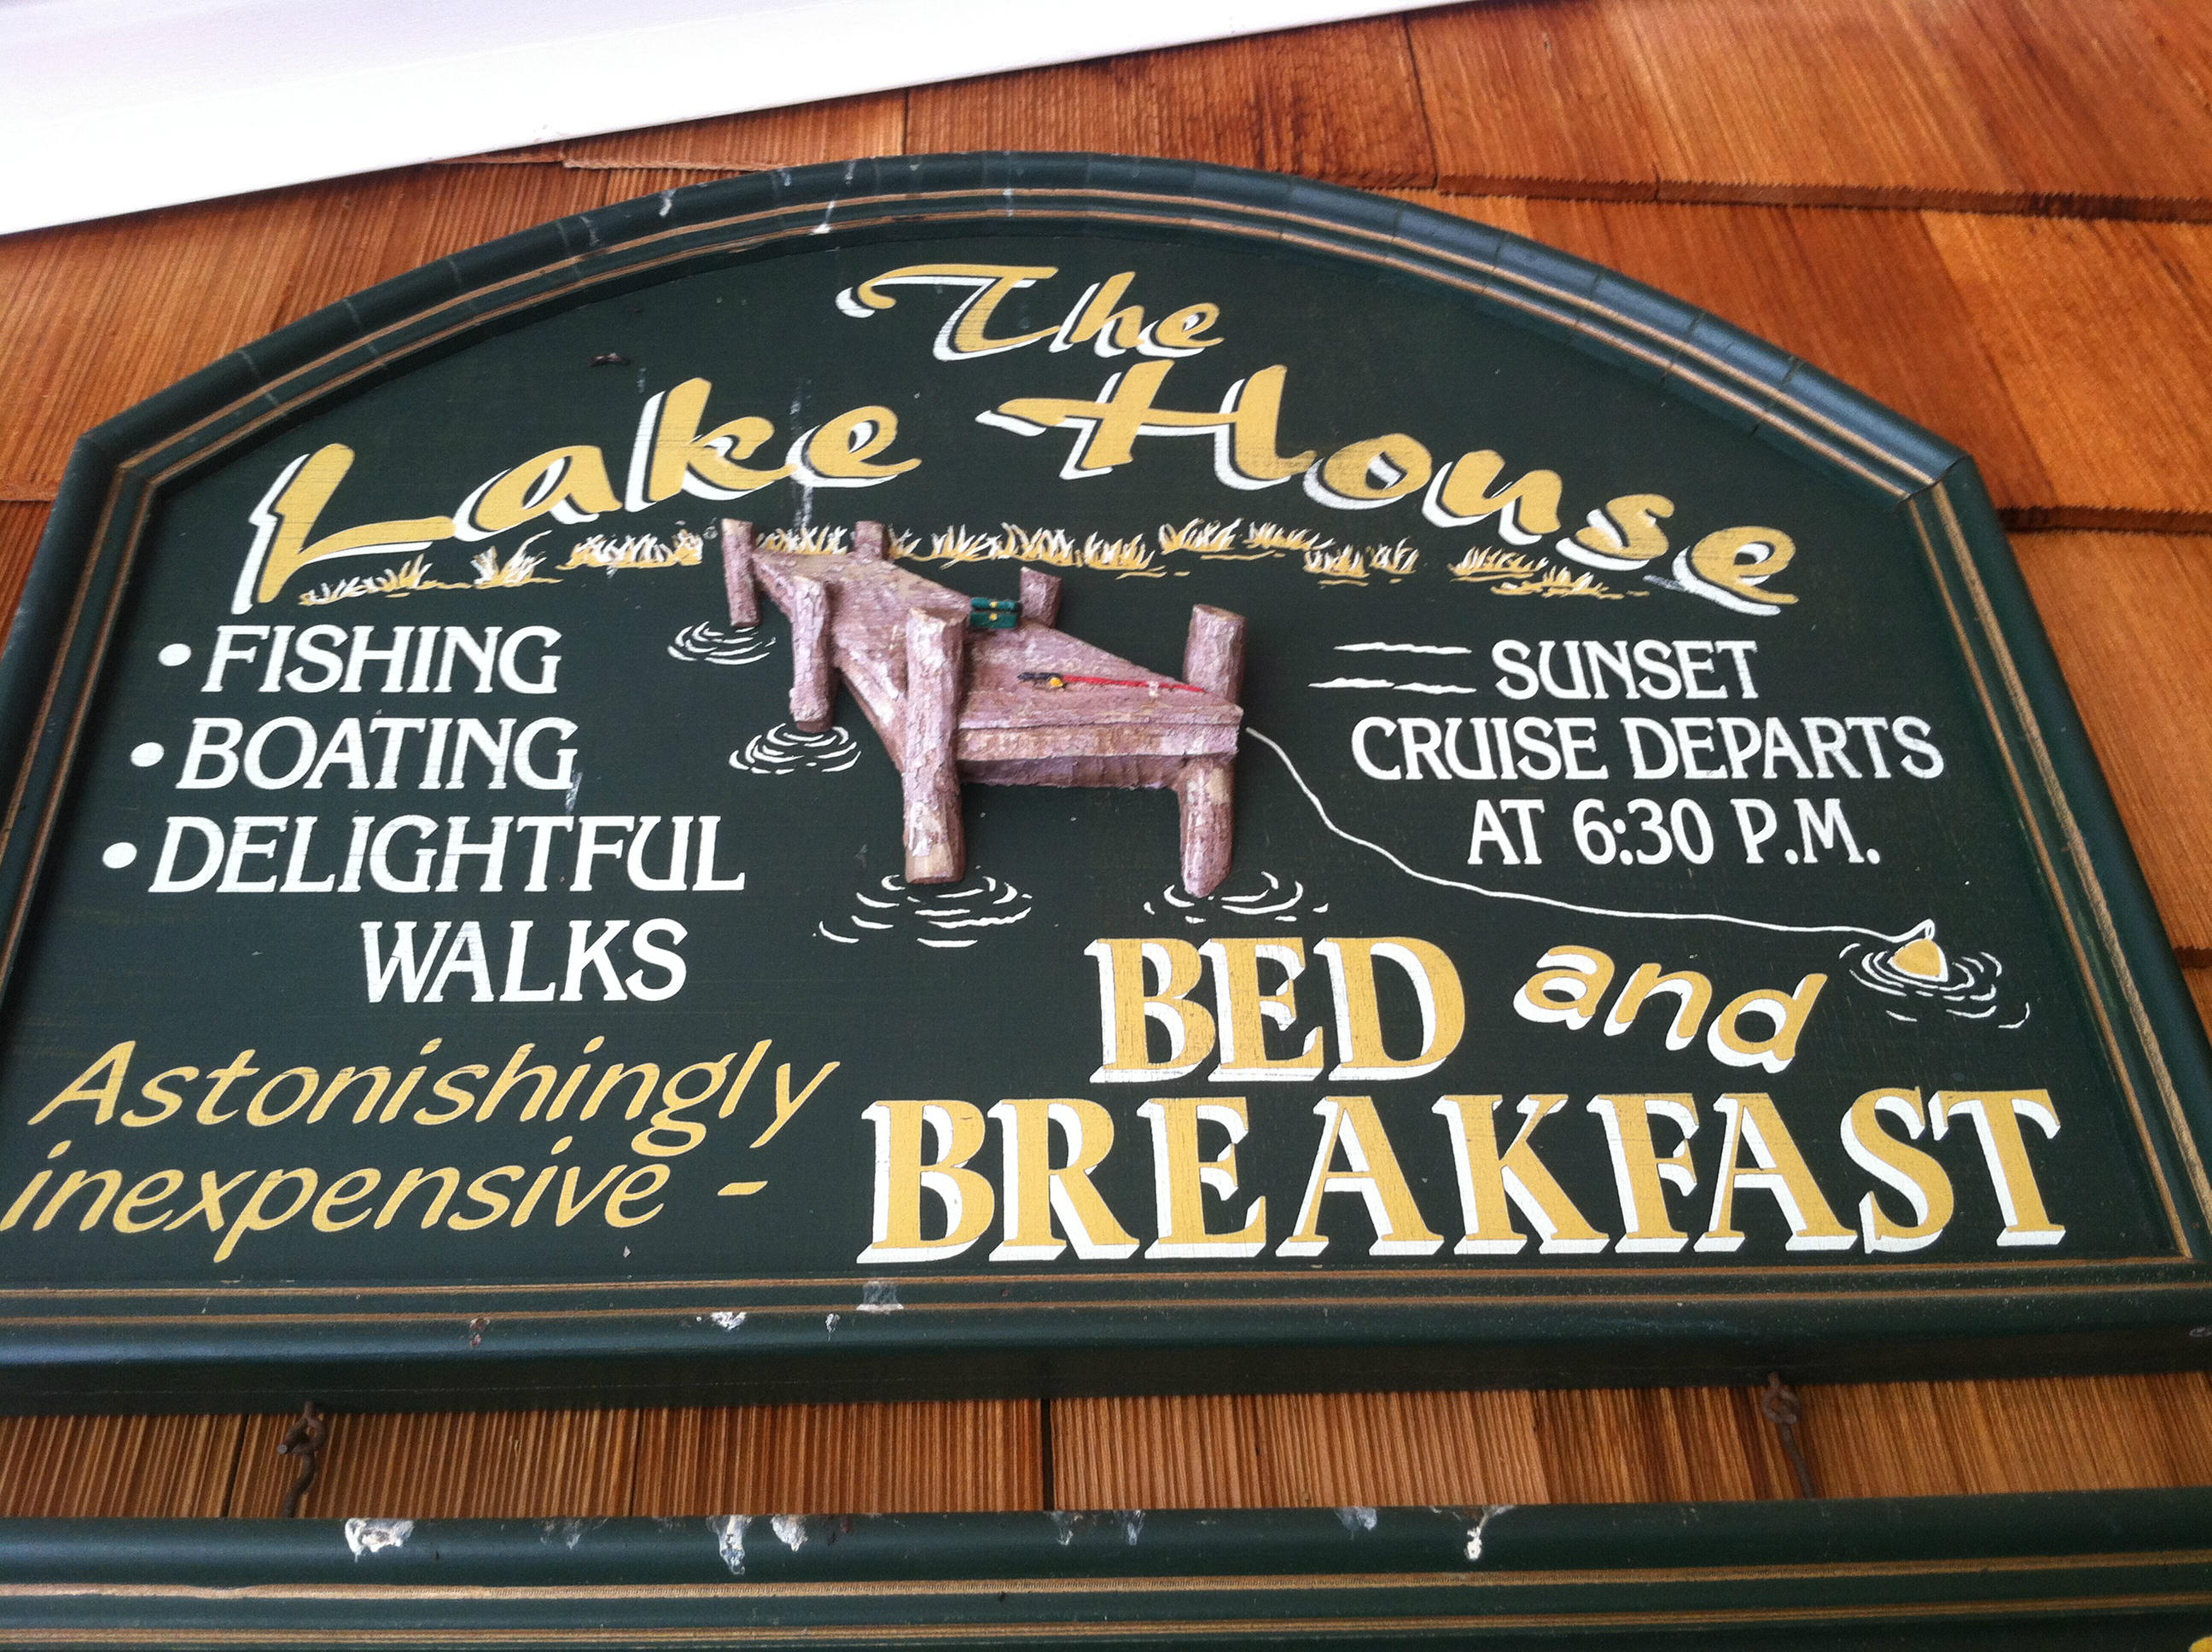 The
Lake House
• FISHING
• BOATING
• DELIGHTFUL
WALKS
SUNSET
CRUISE DEPARTS
AT 6:30 P.M.
Astonishingly
inexpensive -
BED and
BREAKFAST